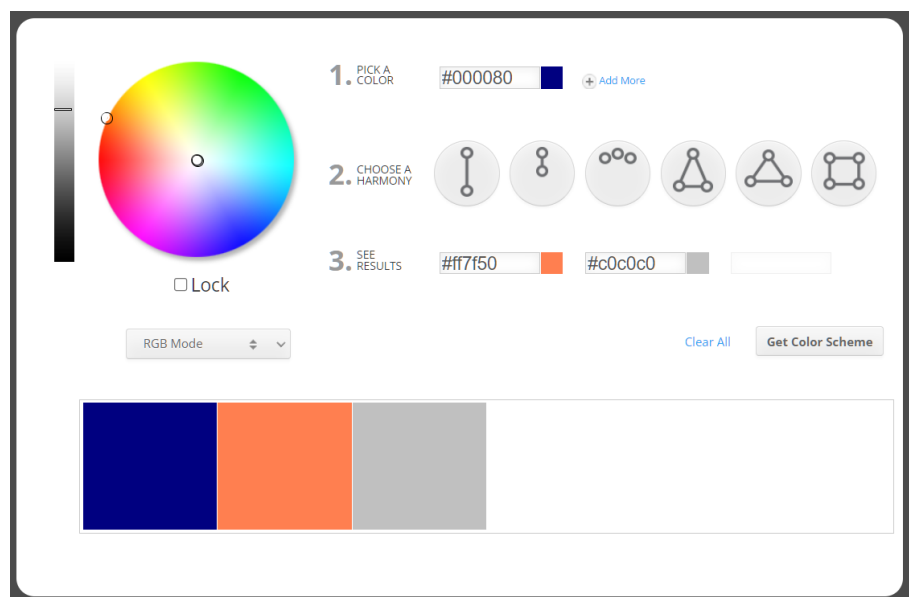 1. PICK A
COLOR
#000080
+ Add More
2. CHOOSE A
HARMONY
3. SEE
RESULTS
#ff7f50
#c0c0c0
Lock
RGB Mode
Clear All
Get Color Scheme